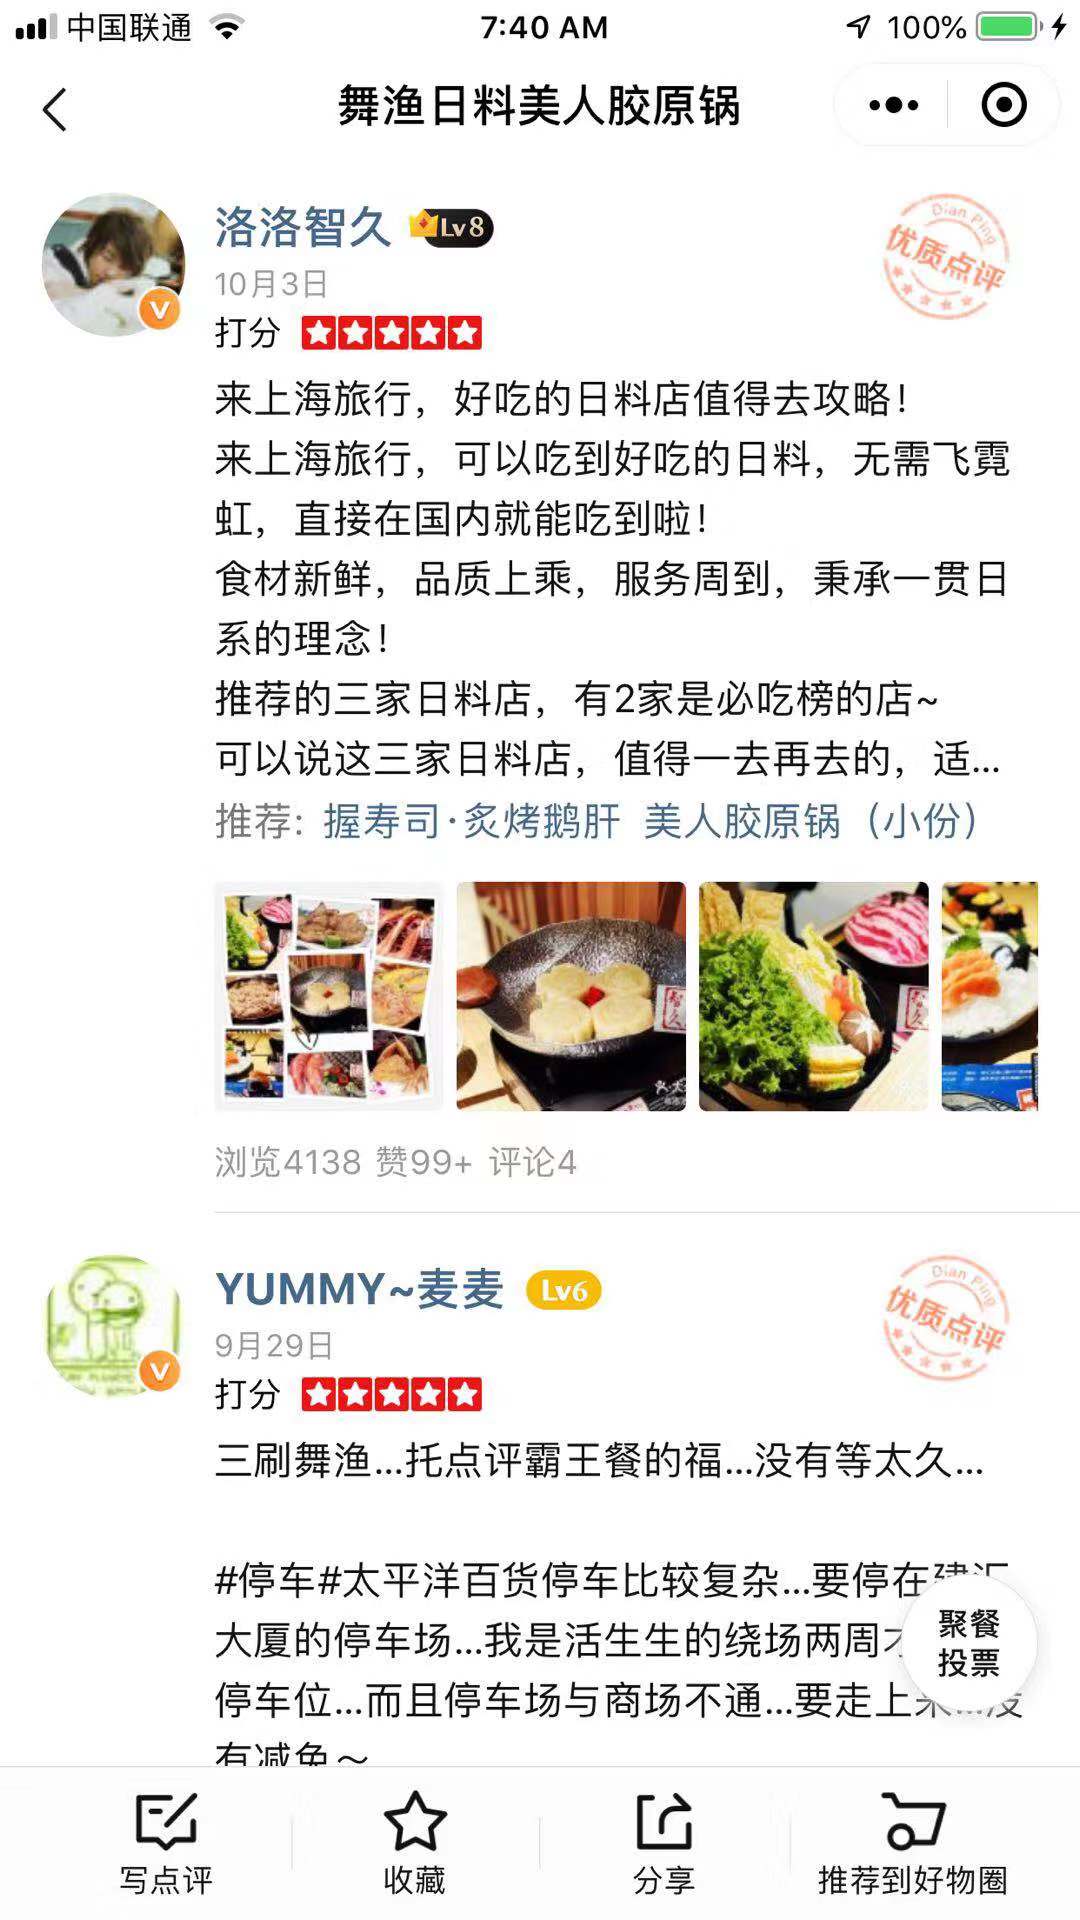 中国联通
7:40 AM
100%
舞渔日料美人胶原锅
洛洛智久 Lv8
10月3日
Dian Ping
优质点评
打分
来上海旅行，好吃的日料店值得去攻略！
来上海旅行，可以吃到好吃的日料，无需飞霓
虹，直接在国内就能吃到啦！
食材新鲜，品质上乘，服务周到，秉承一贯日
系的理念！
推荐的三家日料店，有2家是必吃榜的店~
可以说这三家日料店，值得一去再去的，适...
推荐：握寿司·炙烤鹅肝 美人胶原锅（小份）
浏览4138 赞99+ 评论4
YUMMY~麦麦 Lv6
9月29日
Dian Ping
优质点评
打分
三刷舞渔...托点评霸王餐的福...没有等太久...
#停车#太平洋百货停车比较复杂...要停在建汇
大厦的停车场...我是活生生的绕场两周
停车位...而且停车场与商场不通...要走上来...没
有减免～
聚餐
投票
写点评
收藏
分享
推荐到好物圈